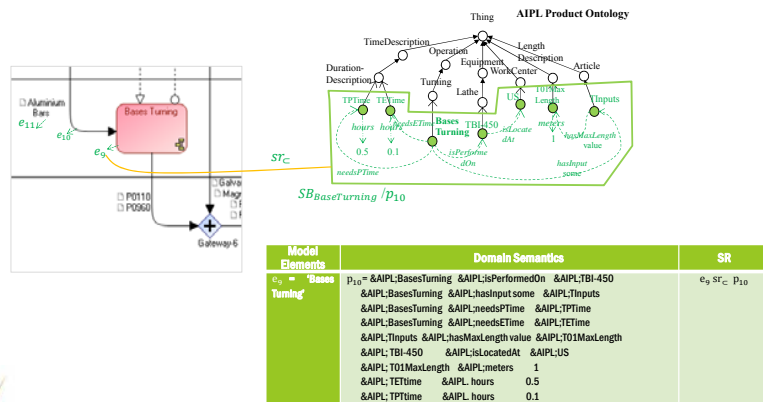 AIPL Product Ontology
Thing
TimeDescription
Operation
Length
Description
Equipment
WorkCenter
Article
Duration-
Description
Turning
Lathe
T01Max
Length
TPTime
TETime
US
TInputs
Bases
Turning
TBI-450
hours
hours
needsETime
isLocate
dAt
meters
hasMaxLength
value
0.5
0.1
1
isPerforme
dOn
hasInput
some
needsPTime
SB_BaseTurning / p10
sr⊂
Aluminium
Bars
Bases Turning
e11
e10
e9
P0110
P0960
Galva
Magn
Gateway-6
Model
Elements
Domain Semantics
SR
e9 = 'Bases
Turning'
p10= &AIPL;BasesTurning &AIPL;isPerformedOn &AIPL;TBI-450
&AIPL;BasesTurning &AIPL;hasInput some &AIPL;TInputs
&AIPL;BasesTurning &AIPL;needsPTime &AIPL;TPTime
&AIPL;BasesTurning &AIPL;needsETime &AIPL;TETime
&AIPL;TInputs &AIPL;hasMaxLength value &AIPL;T01MaxLength
&AIPL; TBI-450 &AIPL;isLocatedAt &AIPL;US
&AIPL; T01MaxLength &AIPL;meters 1
&AIPL; TETtime &AIPL. hours 0.5
&AIPL; TPTtime &AIPL. hours 0.1
e9 sr⊂ p10